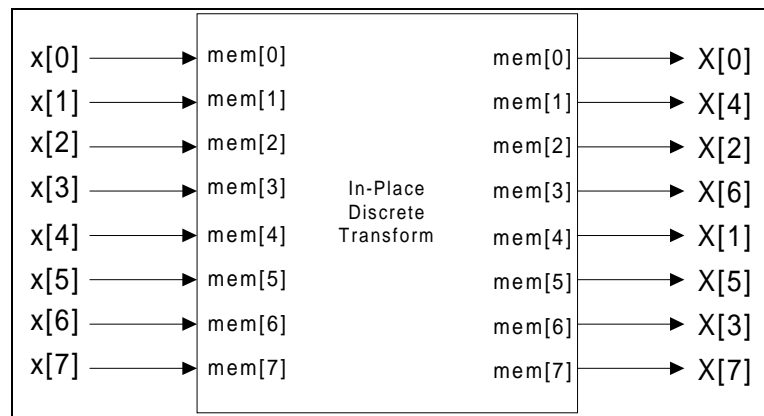 x[0] mem[0] mem[0] X[0]
x[1] mem[1] mem[1] X[4]
x[2] mem[2] mem[2] X[2]
x[3] mem[3] In-Place mem[3] X[6]
Discrete
x[4] mem[4] Transform mem[4] X[1]
x[5] mem[5] mem[5] X[5]
x[6] mem[6] mem[6] X[3]
x[7] mem[7] mem[7] X[7]